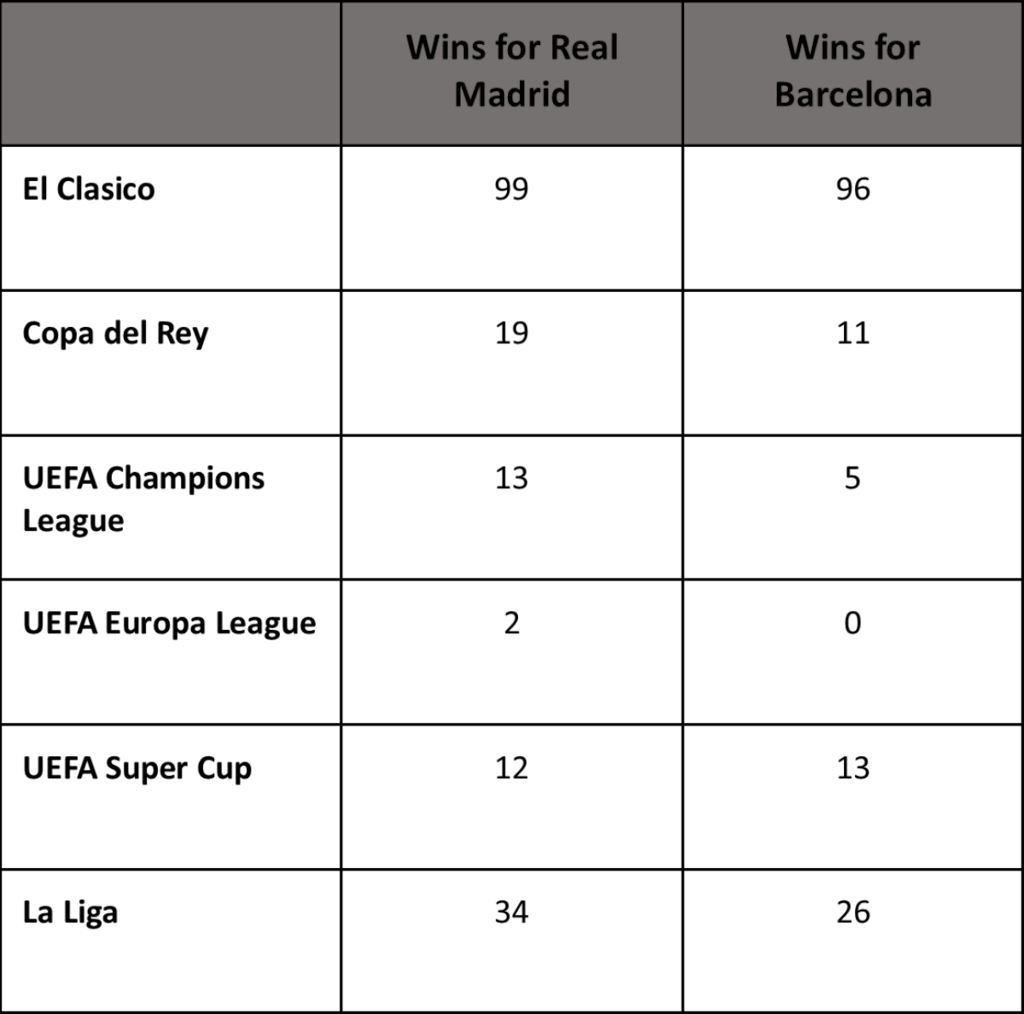 Wins for Real
Madrid
Wins for
Barcelona
El Clasico
99
96
Copa del Rey
19
11
UEFA Champions
League
13
5
UEFA Europa League
2
0
UEFA Super Cup
12
13
La Liga
34
26